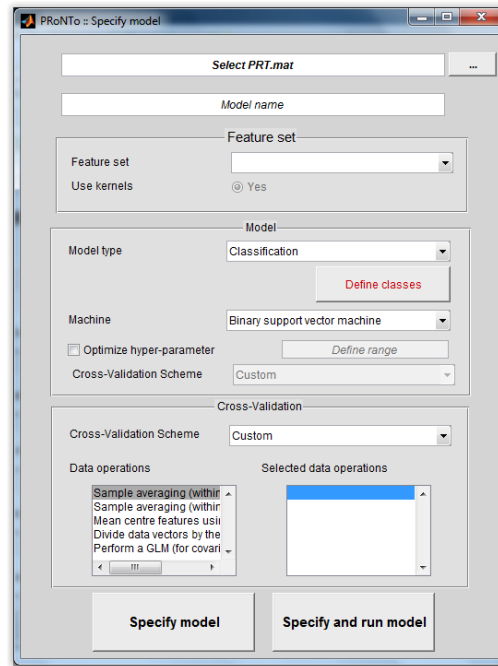 PRoNTo :: Specify model
Select PRT.mat
...
Model name
Feature set
Feature set
Use kernels
Yes
Model
Model type
Classification
Define classes
Machine
Binary support vector machine
Optimize hyper-parameter
Define range
Cross-Validation Scheme
Custom
Cross-Validation
Cross-Validation Scheme
Custom
Data operations
Selected data operations
Sample averaging (within
Sample averaging (within
Mean centre features usi
Divide data vectors by the
Perform a GLM (for covari
Specify model
Specify and run model